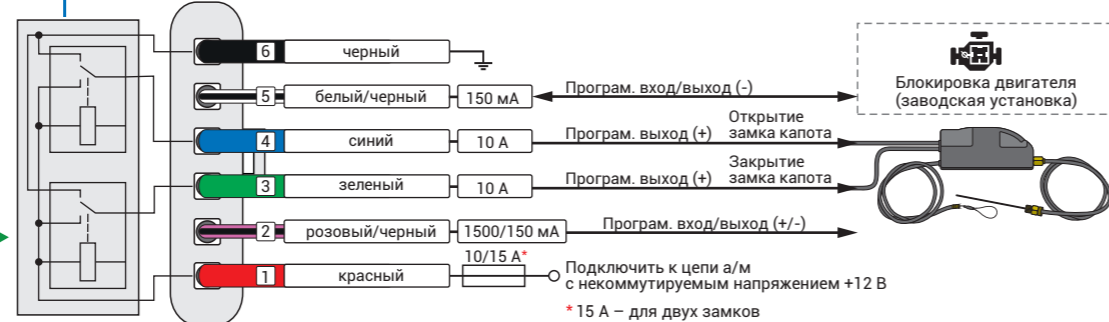 6 черный
5 белый/черный 150 мА Програм. вход/выход (-)
Блокировка двигателя
(заводская установка)
4 синий 10 А Програм. выход (+) Открытие
замка капота
3 зеленый 10 А Програм. выход (+) Закрытие
замка капота
2 розовый/черный 1500/150 мА Програм. вход/выход (+/-)
1 красный 10/15 А* Подключить к цепи а/м
с некоммутируемым напряжением +12 В
* 15 А – для двух замков